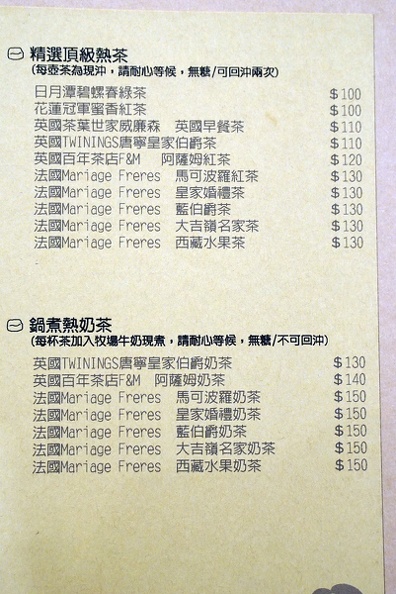 精選頂級熱茶
(每壺茶為現沖，請耐心等候，無糖/可回沖兩次)
日月潭碧螺春綠茶 $100
花蓮冠軍蜜香紅茶 $100
英國茶葉世家威廉森 英國早餐茶 $110
英國TWININGS唐寧皇家伯爵茶 $110
英國百年茶店F&M 阿薩姆紅茶 $120
法國Mariage Freres 馬可波羅紅茶 $130
法國Mariage Freres 皇家婚禮茶 $130
法國Mariage Freres 藍伯爵茶 $130
法國Mariage Freres 大吉嶺名家茶 $130
法國Mariage Freres 西藏水果茶 $130
鍋煮熱奶茶
(每杯茶加入牧場牛奶現煮，請耐心等候，無糖/不可回沖)
英國TWININGS唐寧皇家伯爵奶茶 $130
英國百年茶店F&M 阿薩姆奶茶 $140
法國Mariage Freres 馬可波羅奶茶 $150
法國Mariage Freres 皇家婚禮奶茶 $150
法國Mariage Freres 藍伯爵奶茶 $150
法國Mariage Freres 大吉嶺名家奶茶 $150
法國Mariage Freres 西藏水果奶茶 $150